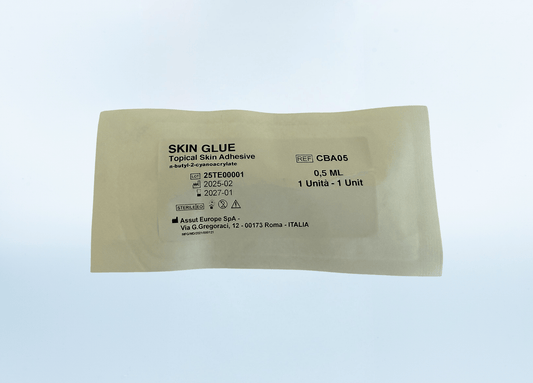 SKIN GLUE
Topical Skin Adhesive
a-butyl-2-cyanoacrylate
REF CBA05
LOT 25TE00001
2025-02
2027-01
0,5 ML
1 Unità - 1 Unit
STERILE EO
Assut Europe SpA -
Via G.Gregoraci, 12 - 00173 Roma - ITALIA